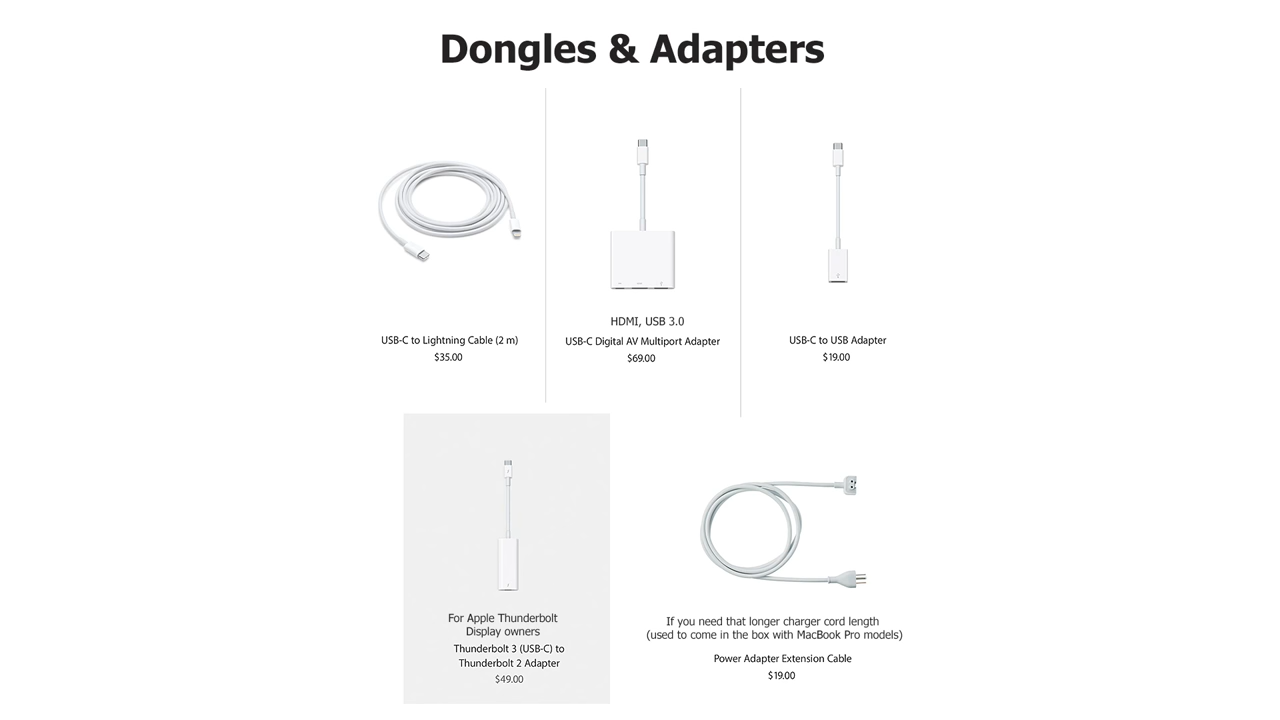 Dongles & Adapters
USB-C to Lightning Cable (2 m)
$35.00
HDMI, USB 3.0
USB-C Digital AV Multiport Adapter
$69.00
USB-C to USB Adapter
$19.00
For Apple Thunderbolt
Display owners
Thunderbolt 3 (USB-C) to
Thunderbolt 2 Adapter
$49.00
If you need that longer charger cord length
(used to come in the box with MacBook Pro models)
Power Adapter Extension Cable
$19.00